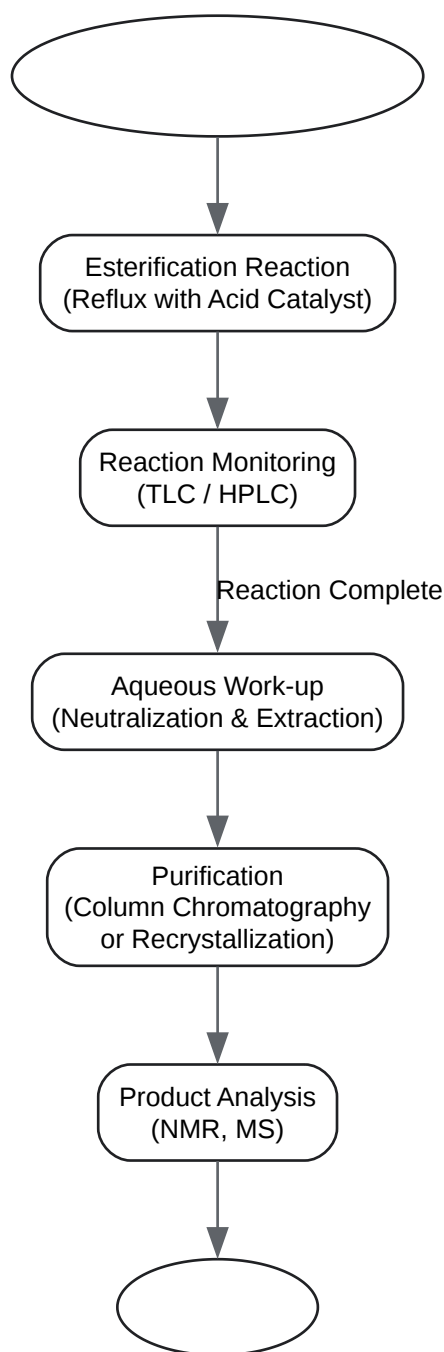 Esterification Reaction
(Reflux with Acid Catalyst)
Reaction Monitoring
(TLC / HPLC)
Reaction Complete
Aqueous Work-up
(Neutralization & Extraction)
Purification
(Column Chromatography
or Recrystallization)
Product Analysis
(NMR, MS)